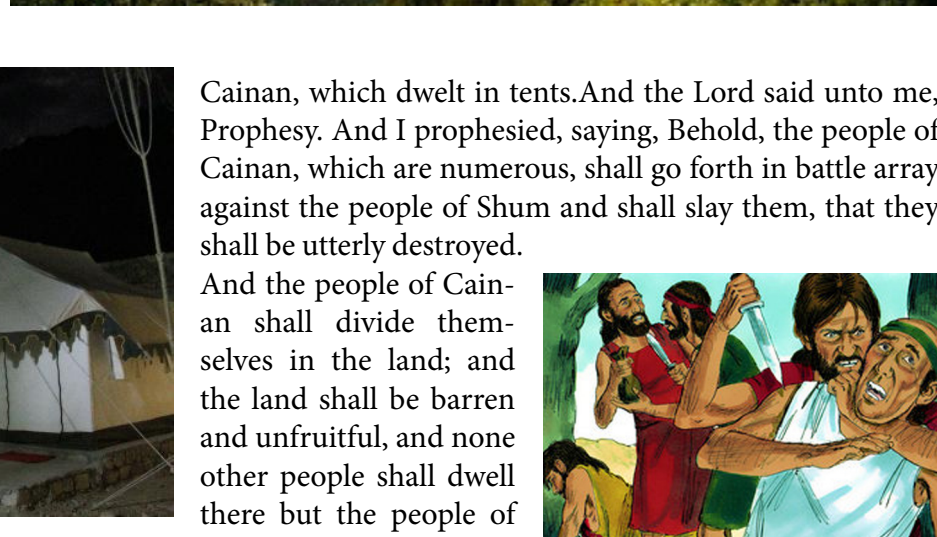 Cainan, which dwelt in tents.And the Lord said unto me,
Prophesy. And I prophesied, saying, Behold, the people of
Cainan, which are numerous, shall go forth in battle array
against the people of Shum and shall slay them, that they
shall be utterly destroyed.
And the people of Cain-
an shall divide them-
selves in the land; and
the land shall be barren
and unfruitful, and none
other people shall dwell
there but the people of